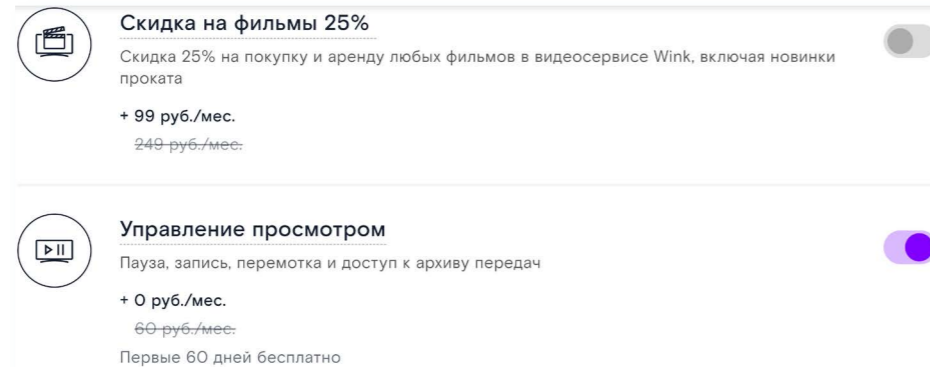 Скидка на фильмы 25%
Скидка 25% на покупку и аренду любых фильмов в видеосервисе Wink, включая новинки
проката
+ 99 руб./мес.
249 руб./мес.
Управление просмотром
Пауза, запись, перемотка и доступ к архиву передач
+ 0 руб./мес.
60 руб./мес.
Первые 60 дней бесплатно